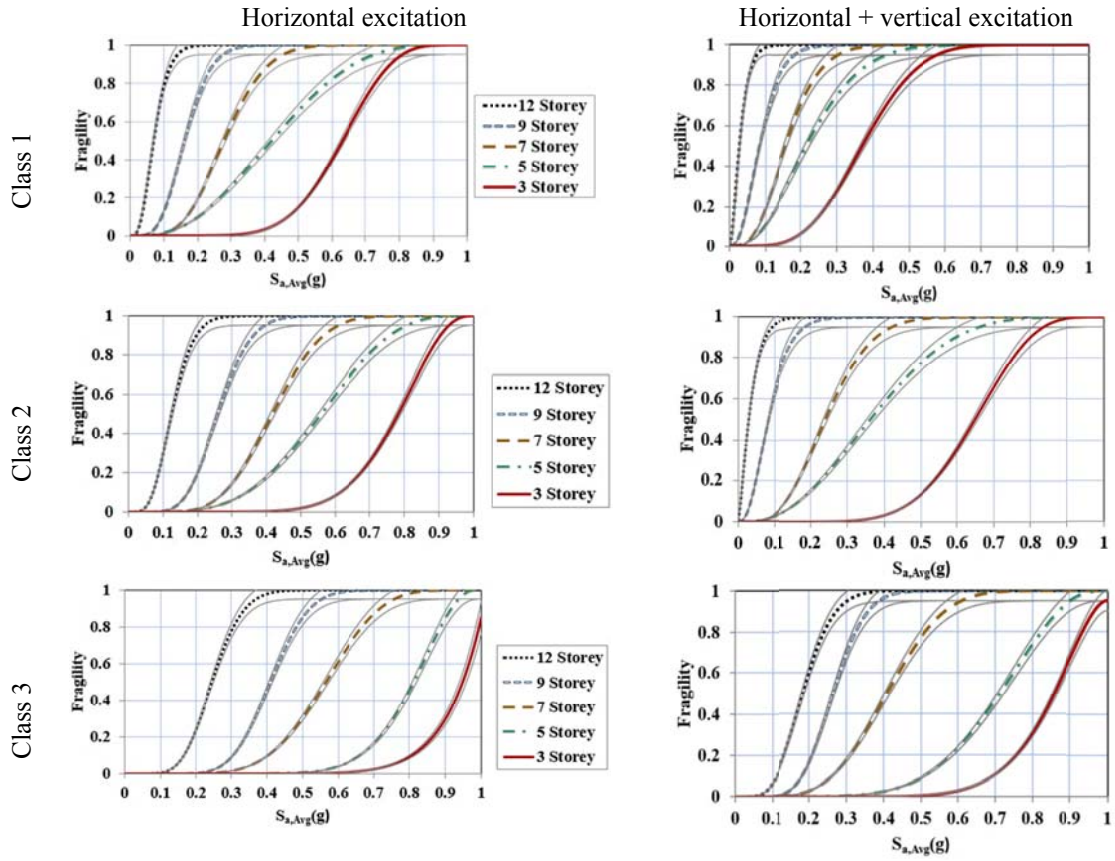 Horizontal excitation
Horizontal + vertical excitation
Class 1
Fragility
1
0.8
0.6
0.4
0.2
0
0 0.1 0.2 0.3 0.4 0.5 0.6 0.7 0.8 0.9 1
Sa,Avg(g)
12 Storey
9 Storey
7 Storey
5 Storey
3 Storey
Fragility
1
0.8
0.6
0.4
0.2
0
0 0.1 0.2 0.3 0.4 0.5 0.6 0.7 0.8 0.9 1
Sa,Avg(g)
Class 2
Fragility
1
0.8
0.6
0.4
0.2
0
0 0.1 0.2 0.3 0.4 0.5 0.6 0.7 0.8 0.9 1
Sa,Avg(g)
12 Storey
9 Storey
7 Storey
5 Storey
3 Storey
Fragility
1
0.8
0.6
0.4
0.2
0
0 0.1 0.2 0.3 0.4 0.5 0.6 0.7 0.8 0.9 1
Sa,Avg(g)
Class 3
Fragility
1
0.8
0.6
0.4
0.2
0
0 0.1 0.2 0.3 0.4 0.5 0.6 0.7 0.8 0.9 1
Sa,Avg(g)
12 Storey
9 Storey
7 Storey
5 Storey
3 Storey
Fragility
1
0.8
0.6
0.4
0.2
0
0 0.1 0.2 0.3 0.4 0.5 0.6 0.7 0.8 0.9 1
Sa,Avg(g)